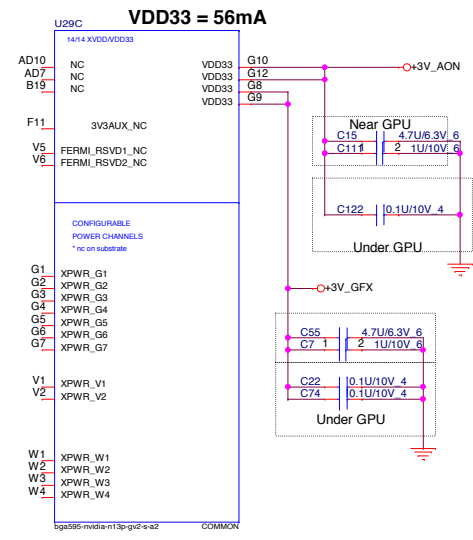 VDD33 = 56mA
U29C
14/14 XVDD/VDD33
AD10 NC VDD33 G10 +3V_AON
AD7 NC VDD33 G12
B19 NC VDD33 G8
VDD33 G9
F11 3V3AUX_NC
Near GPU
C15 4.7U/6.3V_6
C111 1 2 1U/10V_6
V5 FERMI_RSVD1_NC
V6 FERMI_RSVD2_NC
C122 0.1U/10V_4
CONFIGURABLE
POWER CHANNELS
* nc on substrate
Under GPU
G1 XPWR_G1
G2 XPWR_G2
G3 XPWR_G3 +3V_GFX
G4 XPWR_G4
G5 XPWR_G5
G6 XPWR_G6
G7 XPWR_G7
C55 4.7U/6.3V_6
C7 1 2 1U/10V_6
V1 XPWR_V1
V2 XPWR_V2
C22 0.1U/10V_4
C74 0.1U/10V_4
Under GPU
W1 XPWR_W1
W2 XPWR_W2
W3 XPWR_W3
W4 XPWR_W4
bga595-nvidia-n13p-gv2-s-a2 COMMON